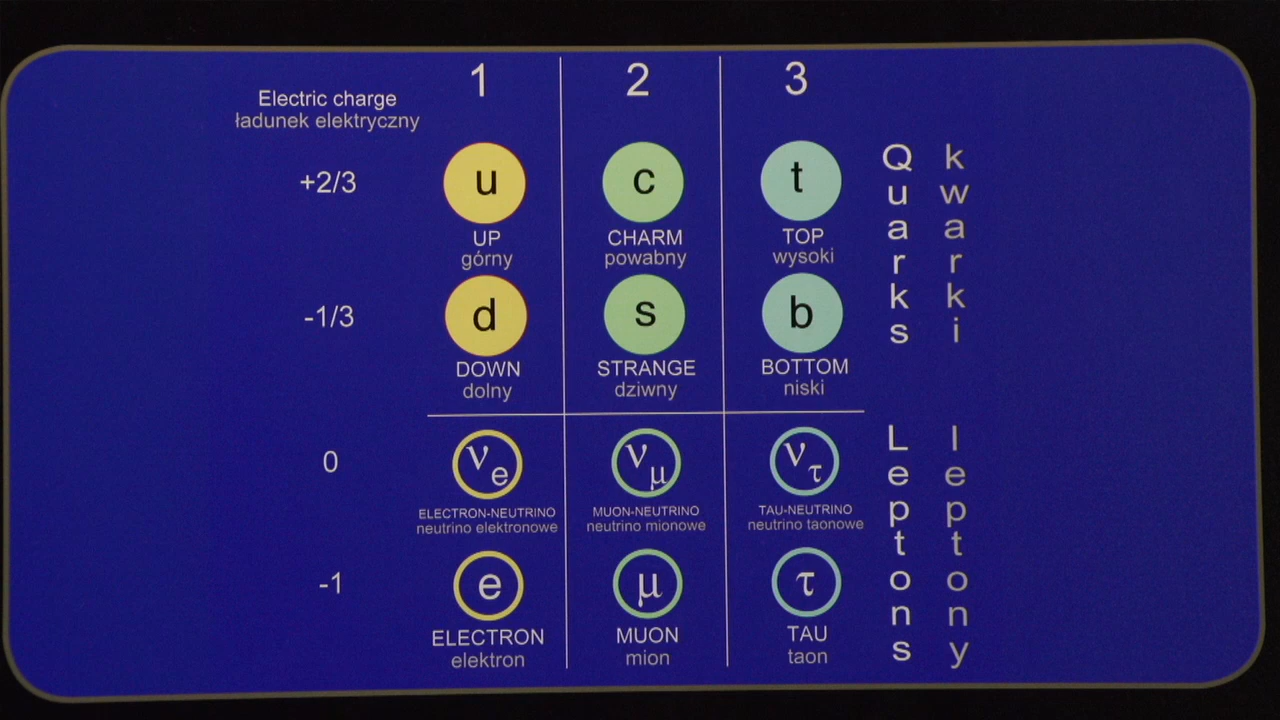 1 2 3
Electric charge
ładunek elektryczny
+2/3
u c t
UP CHARM TOP
górny powabny wysoki
-1/3
d s b
DOWN STRANGE BOTTOM
dolny dziwny niski
Quarks
kwarki
0
νe νμ ντ
ELECTRON-NEUTRINO MUON-NEUTRINO TAU-NEUTRINO
neutrino elektronowe neutrino mionowe neutrino taonowe
-1
e μ τ
ELECTRON MUON TAU
elektron mion taon
Leptons
leptony